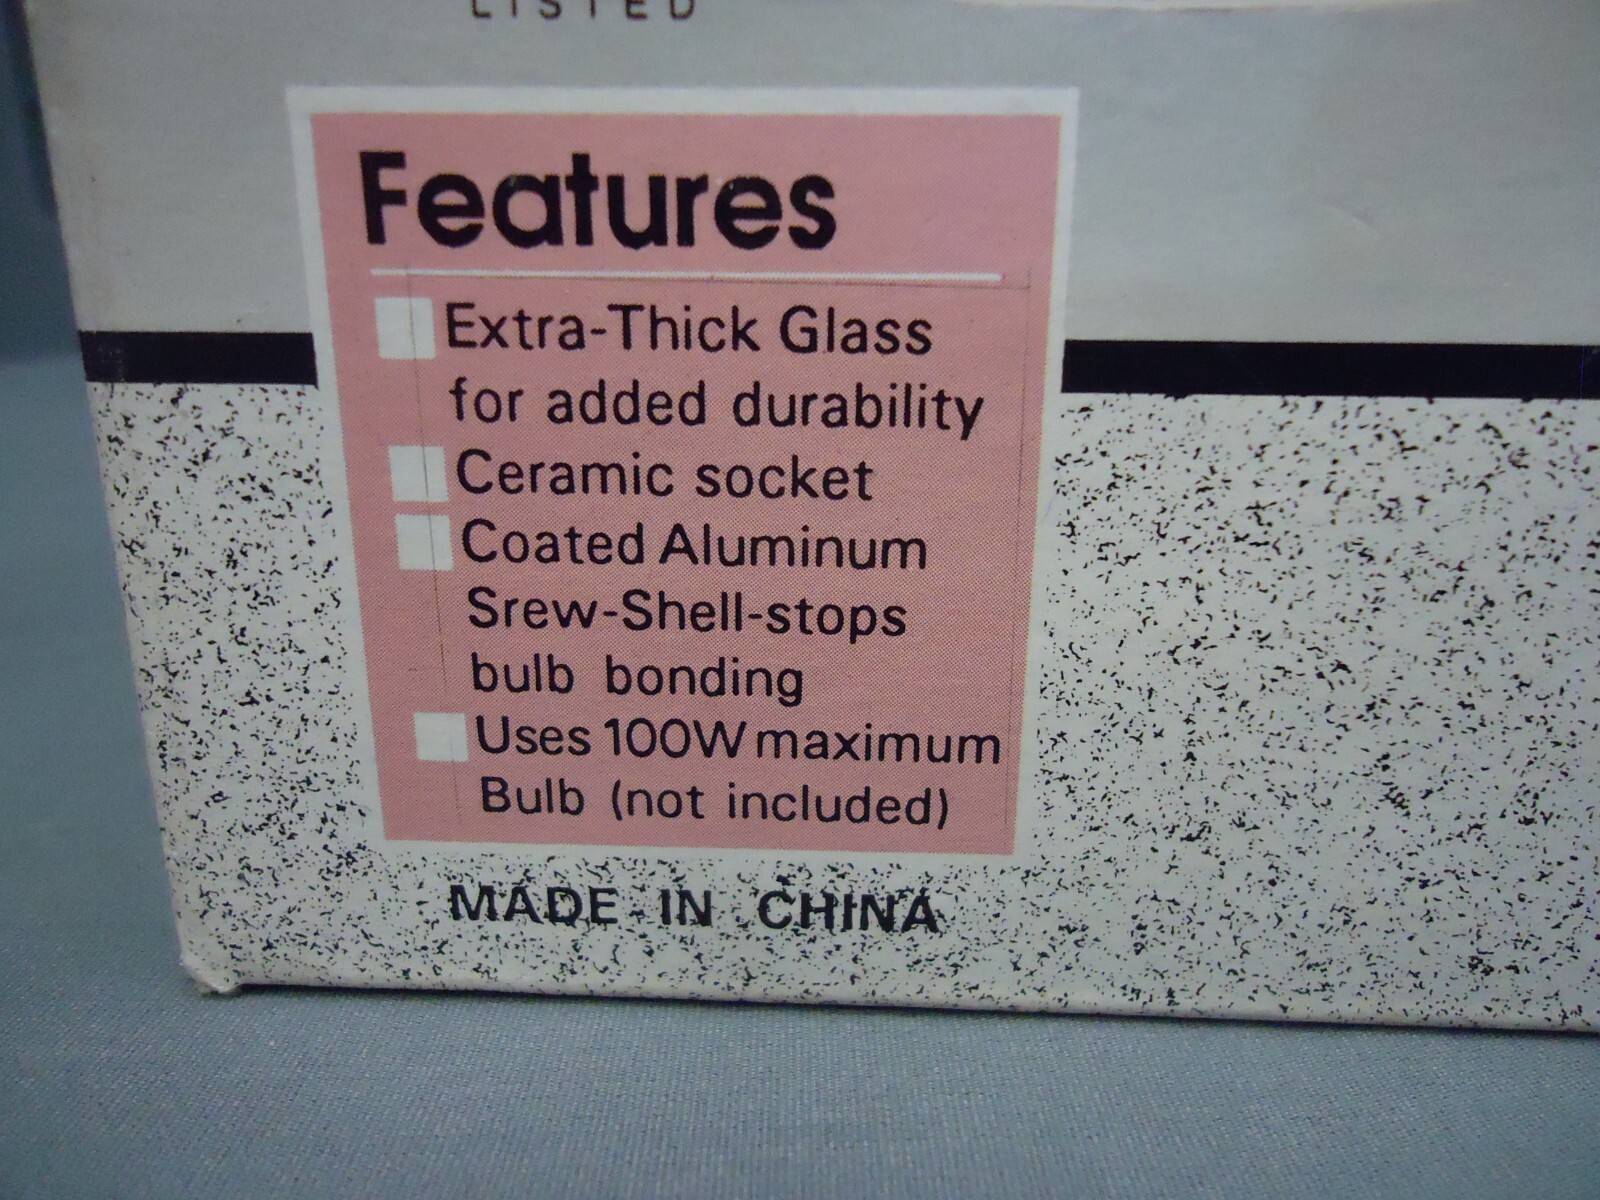 LISTED
Features
Extra-Thick Glass
for added durability
Ceramic socket
Coated Aluminum
Srew-Shell-stops
bulb bonding
Uses 100W maximum
Bulb (not included)
MADE IN CHINA